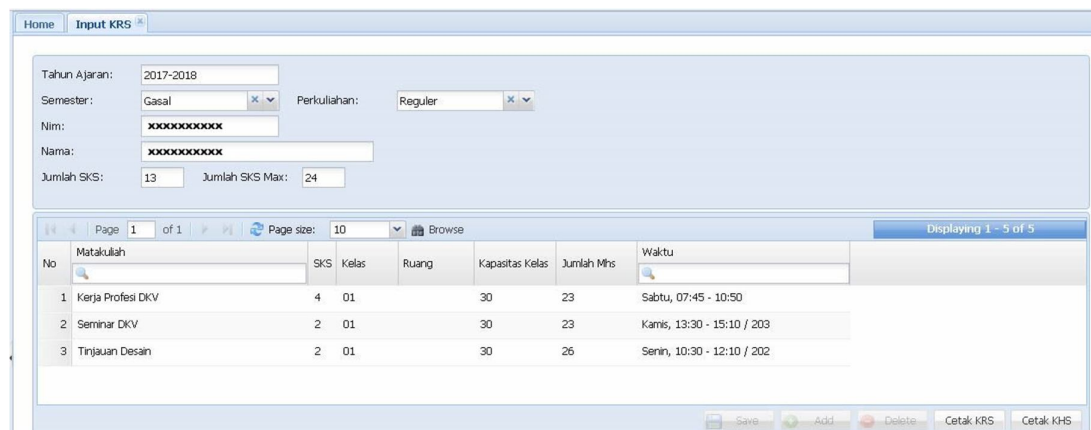 Home Input KRS
Tahun Ajaran: 2017-2018
Semester: Gasal Perkuliahan: Reguler
Nim: xxxxxxxxxx
Nama: xxxxxxxxxx
Jumlah SKS: 13 Jumlah SKS Max: 24
Page 1 of 1 Page size: 10 Browse Displaying 1 - 5 of 5
No Matakuliah SKS Kelas Ruang Kapasitas Kelas Jumlah Mhs Waktu
1 Kerja Profesi DKV 4 01 30 23 Sabtu, 07:45 - 10:50
2 Seminar DKV 2 01 30 23 Kamis, 13:30 - 15:10 / 203
3 Tinjauan Desain 2 01 30 26 Senin, 10:30 - 12:10 / 202
Save Add Delete Cetak KRS Cetak KHS